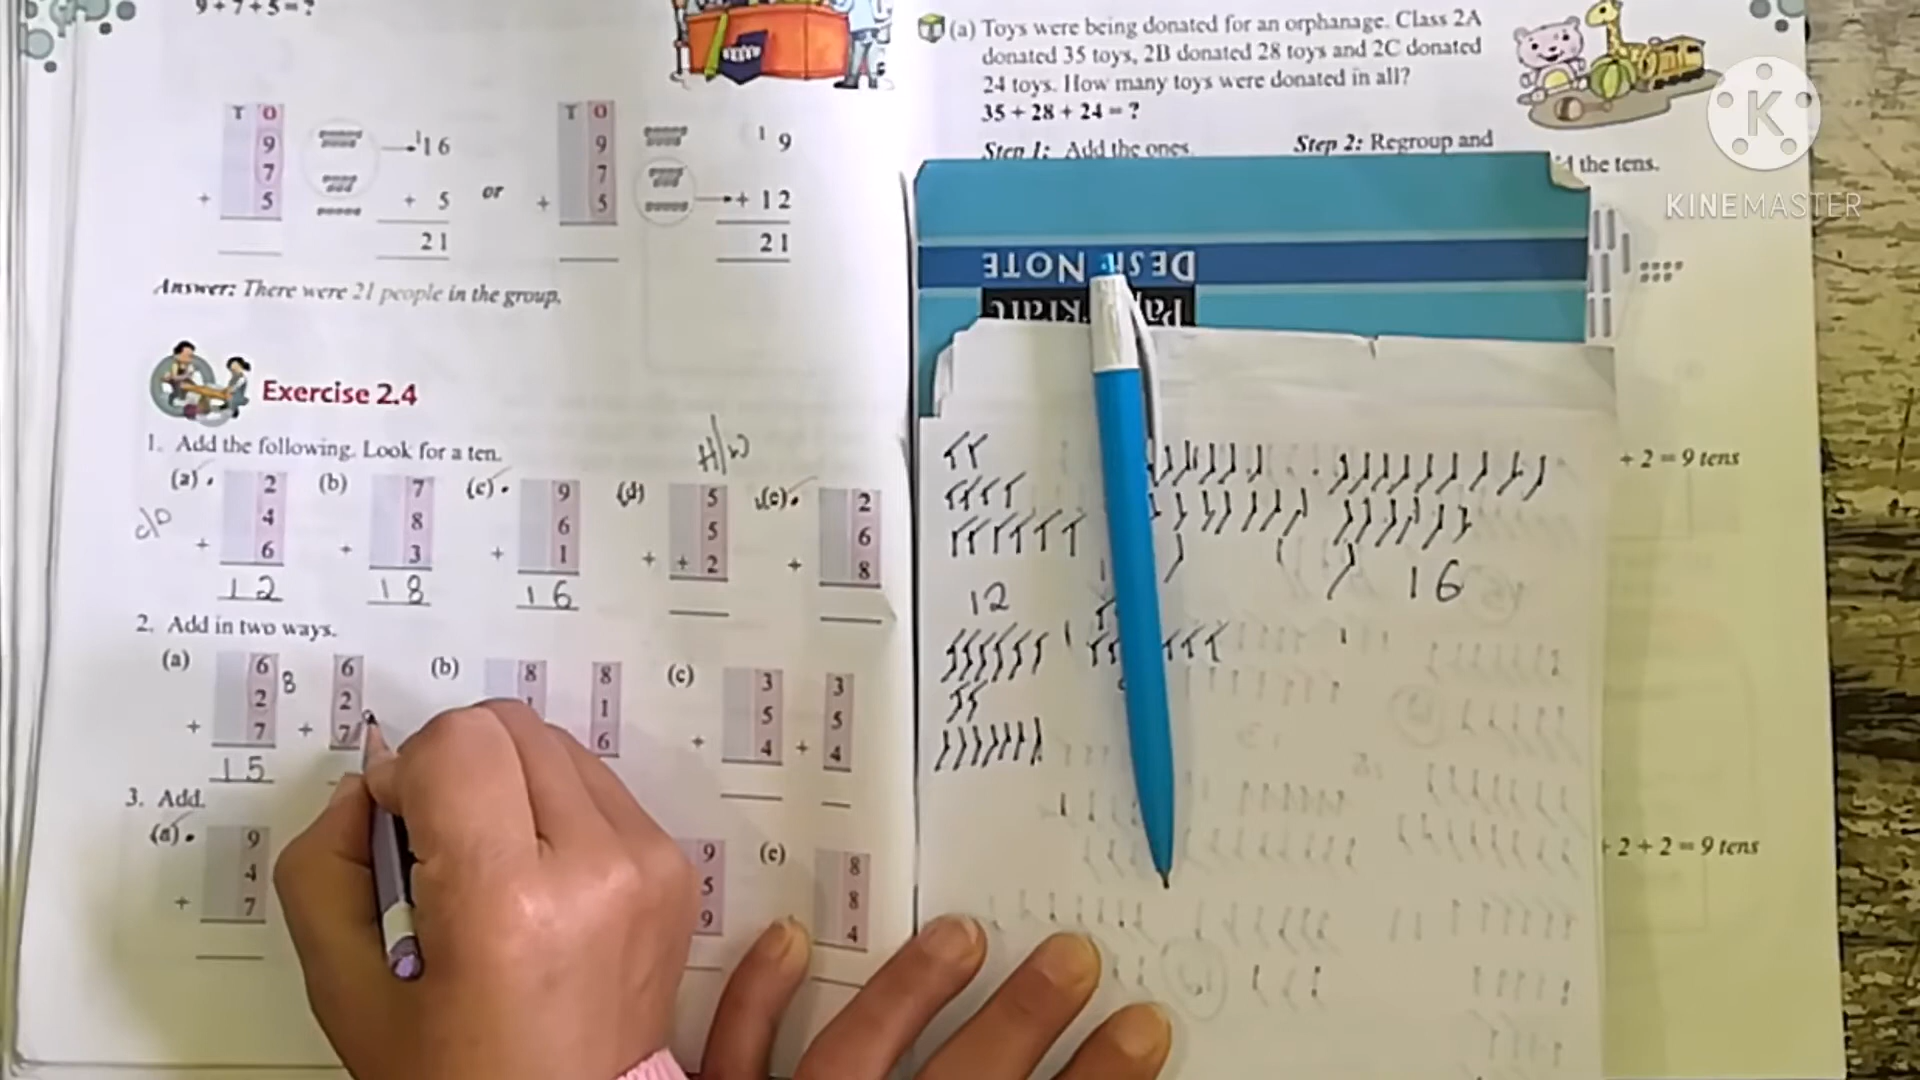 9 + 7 + 5 = ?
T O T O
9 ¹16 9 ¹ 9
7 7
+ 5 + 5 or + 5 + 12
21 21
Answer: There were 21 people in the group.
Exercise 2.4
1. Add the following. Look for a ten.
H/W
(a) 2 (b) 7 (c) 9 (d) 5 (e) 2
4 8 6 5 6
+ 6 + 3 + 1 + + 2 + 8
12 18 16
2. Add in two ways.
(a) 6 8 6 (b) 8 8 (c) 3 3
2 2 1 1 5 5
+ 7 + 7 6 + 4 + 4
15
3. Add.
(a) 9 9 (e) 8
4 5 8
+ 7 9 4
(a) Toys were being donated for an orphanage. Class 2A
donated 35 toys, 2B donated 28 toys and 2C donated
24 toys. How many toys were donated in all?
35 + 28 + 24 = ?
Step 1: Add the ones. Step 2: Regroup and
the tens.
K
KINEMASTER
DESK NOTE
12
16
+ 2 = 9 tens
+ 2 + 2 = 9 tens